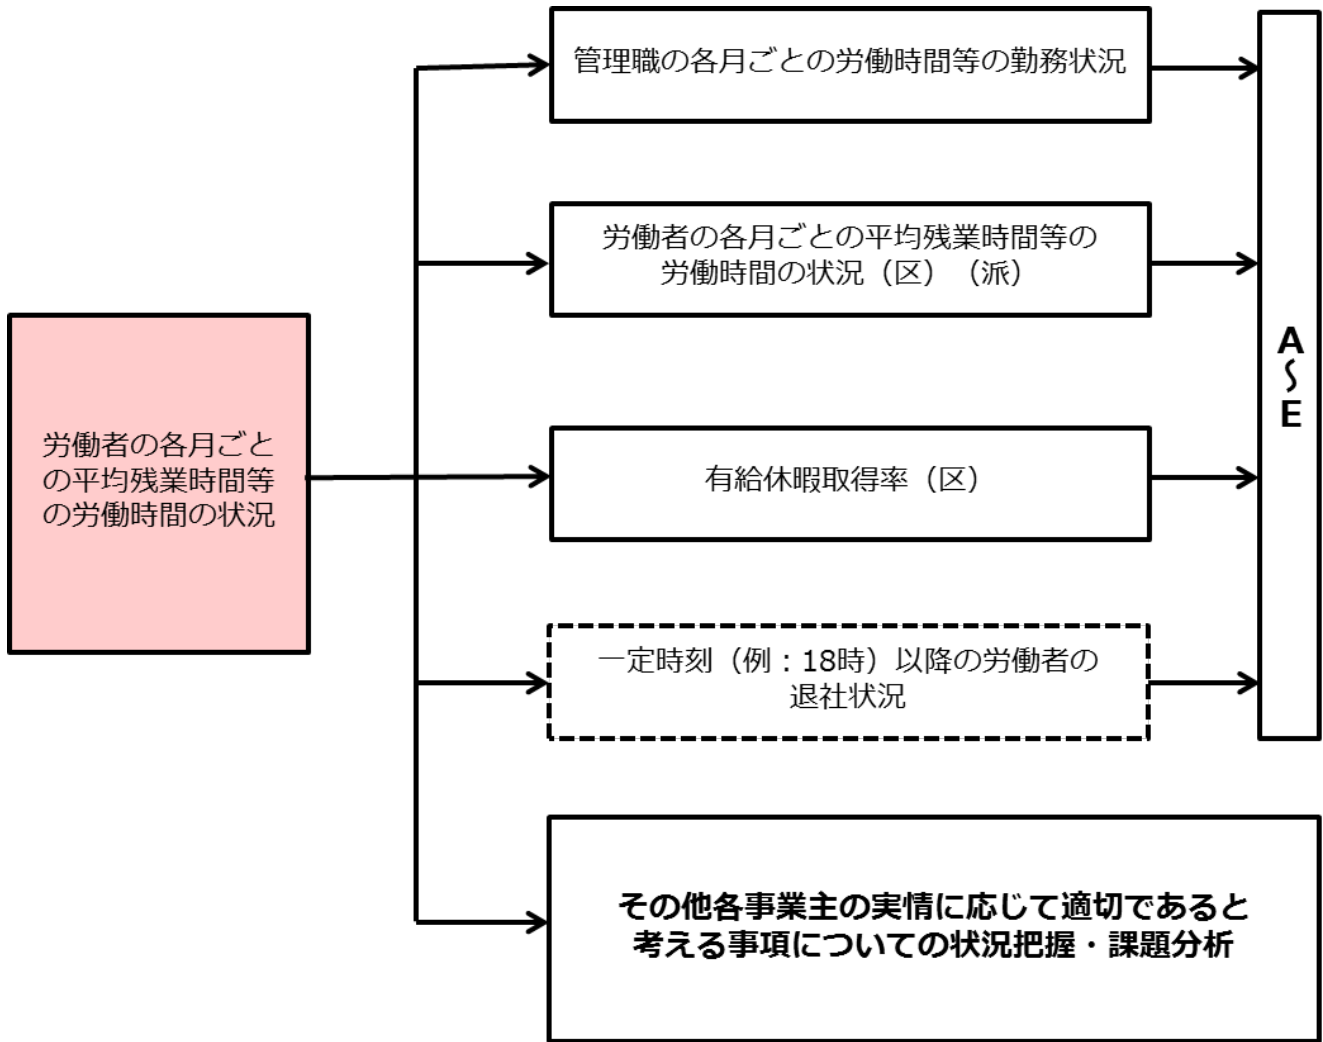 管理職の各月ごとの労働時間等の勤務状況
労働者の各月ごとの平均残業時間等の
労働時間の状況（区）（派）
労働者の各月ごと
の平均残業時間等
の労働時間の状況
有給休暇取得率（区）
一定時刻（例：18時）以降の労働者の
退社状況
その他各事業主の実情に応じて適切であると
考える事項についての状況把握・課題分析
A～E